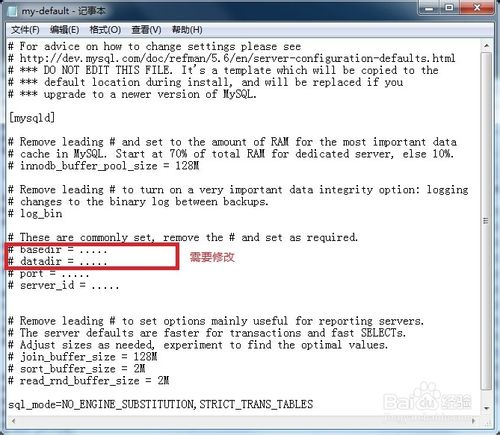 my-default - 记事本
文件(F) 编辑(E) 格式(O) 查看(V) 帮助(H)
# For advice on how to change settings please see
# http://dev.mysql.com/doc/refman/5.6/en/server-configuration-defaults.html
# *** DO NOT EDIT THIS FILE. It's a template which will be copied to the
# *** default location during install, and will be replaced if you
# *** upgrade to a newer version of MySQL.
[mysqld]
# Remove leading # and set to the amount of RAM for the most important data
# cache in MySQL. Start at 70% of total RAM for dedicated server, else 10%.
# innodb_buffer_pool_size = 128M
# Remove leading # to turn on a very important data integrity option: logging
# changes to the binary log between backups.
# log_bin
# These are commonly set, remove the # and set as required.
# basedir = .....
# datadir = .....
需要修改
# port = .....
# server_id = .....
# Remove leading # to set options mainly useful for reporting servers.
# The server defaults are faster for transactions and fast SELECTs.
# Adjust sizes as needed, experiment to find the optimal values.
# join_buffer_size = 128M
# sort_buffer_size = 2M
# read_rnd_buffer_size = 2M
sql_mode=NO_ENGINE_SUBSTITUTION,STRICT_TRANS_TABLES
Baidu 经验